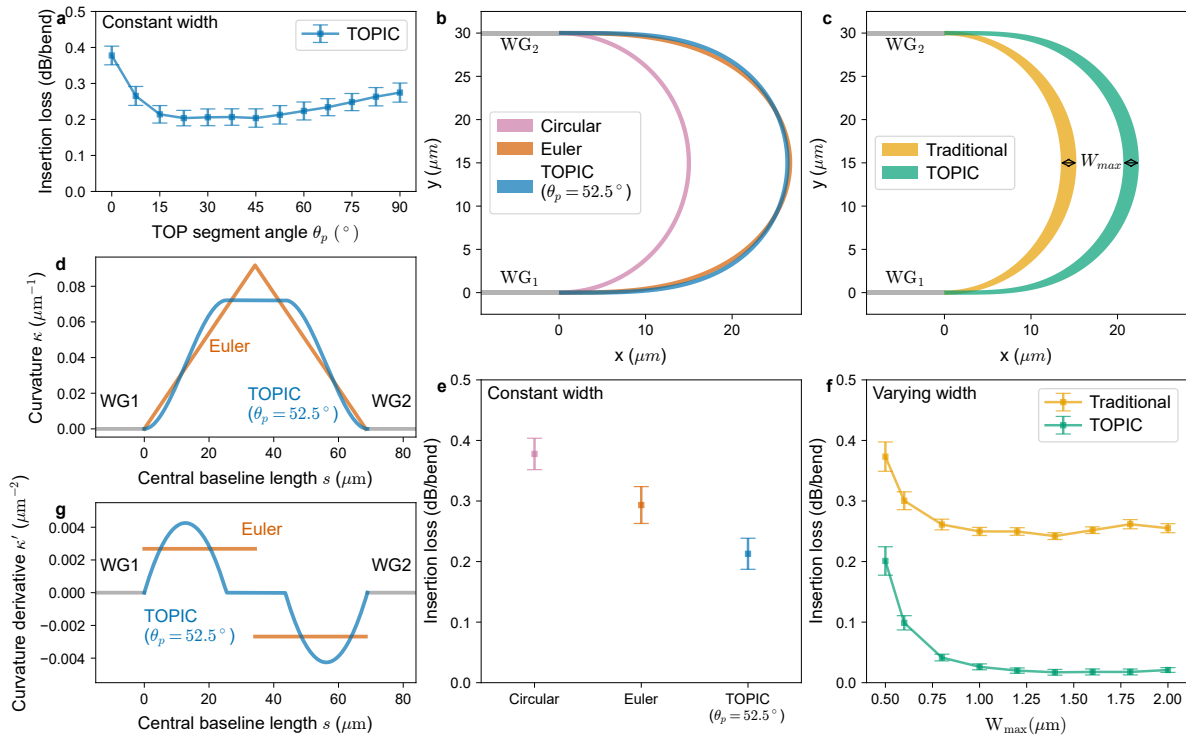 a
Constant width
TOPIC
Insertion loss (dB/bend)
0.5
0.4
0.3
0.2
0.1
0.0
0 15 30 45 60 75 90
TOP segment angle θp (°)
b
WG2
Circular
Euler
TOPIC
(θp = 52.5°)
WG1
y (μm)
30
25
20
15
10
5
0
0 10 20
x (μm)
c
WG2
Traditional
TOPIC
Wmax
WG1
y (μm)
30
25
20
15
10
5
0
0 10 20
x (μm)
d
Euler
TOPIC
(θp = 52.5°)
WG1
WG2
Curvature κ (μm−1)
0.08
0.06
0.04
0.02
0.00
0 20 40 60 80
Central baseline length s (μm)
g
Euler
WG1
WG2
TOPIC
(θp = 52.5°)
Curvature derivative κ′ (μm−2)
0.004
0.002
0.000
−0.002
−0.004
0 20 40 60 80
Central baseline length s (μm)
e
Constant width
Insertion loss (dB/bend)
0.5
0.4
0.3
0.2
0.1
0.0
Circular Euler TOPIC
(θp = 52.5°)
f
Varying width
Traditional
TOPIC
Insertion loss (dB/bend)
0.5
0.4
0.3
0.2
0.1
0.0
0.50 0.75 1.00 1.25 1.50 1.75 2.00
Wmax(μm)